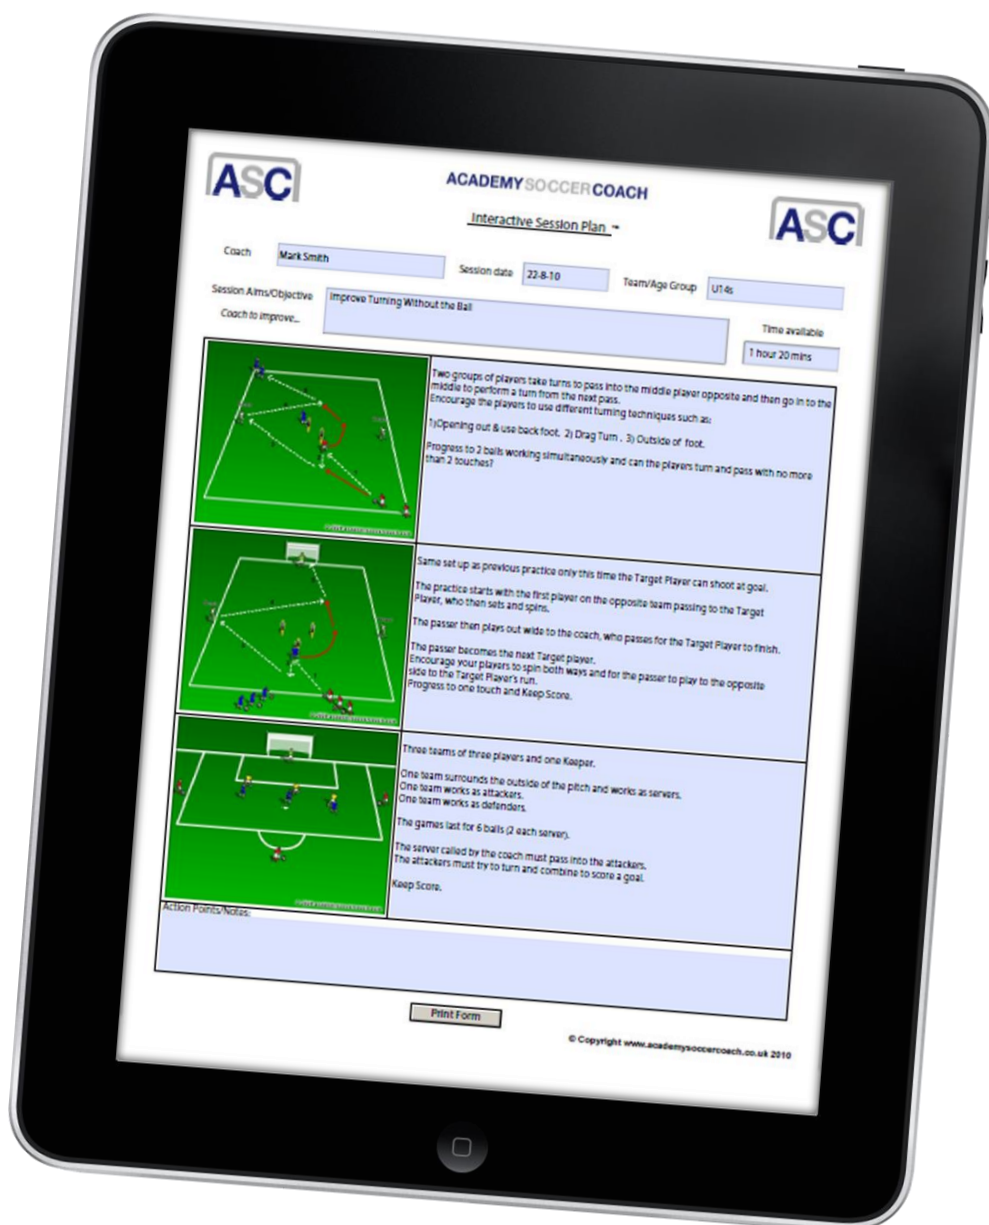 ASC
ACADEMYSOCCERCOACH
ASC
Interactive Session Plan ™
Coach
Mark Smith
Session date
22-8-10
Team/Age Group
U14s
Session Aims/Objective
Coach to improve...
Improve Turning Without the Ball
Time available
1 hour 20 mins
Two groups of players take turns to pass into the middle player opposite and then go in to the
middle to perform a turn from the next pass.
Encourage the players to use different turning techniques such as:
1)Opening out & use back foot, 2) Drag Turn , 3) Outside of foot.
Progress to 2 balls working simultaneously and can the players turn and pass with no more
than 2 touches?
Same set up as previous practice only this time the Target Player can shoot at goal.
The practice starts with the first player on the opposite team passing to the Target
Player, who then sets and spins.
The passer then plays out wide to the coach, who passes for the Target Player to finish.
The passer becomes the next Target player.
Encourage your players to spin both ways and for the passer to play to the opposite
side to the Target Player's run.
Progress to one touch and Keep Score.
Three teams of three players and one Keeper.
One team surrounds the outside of the pitch and works as servers.
One team works as attackers.
One team works as defenders.
The games last for 6 balls (2 each server).
The server called by the coach must pass into the attackers.
The attackers must try to turn and combine to score a goal.
Keep Score.
Action Points/Notes:
Print Form
© Copyright www.academysoccercoach.co.uk 2010